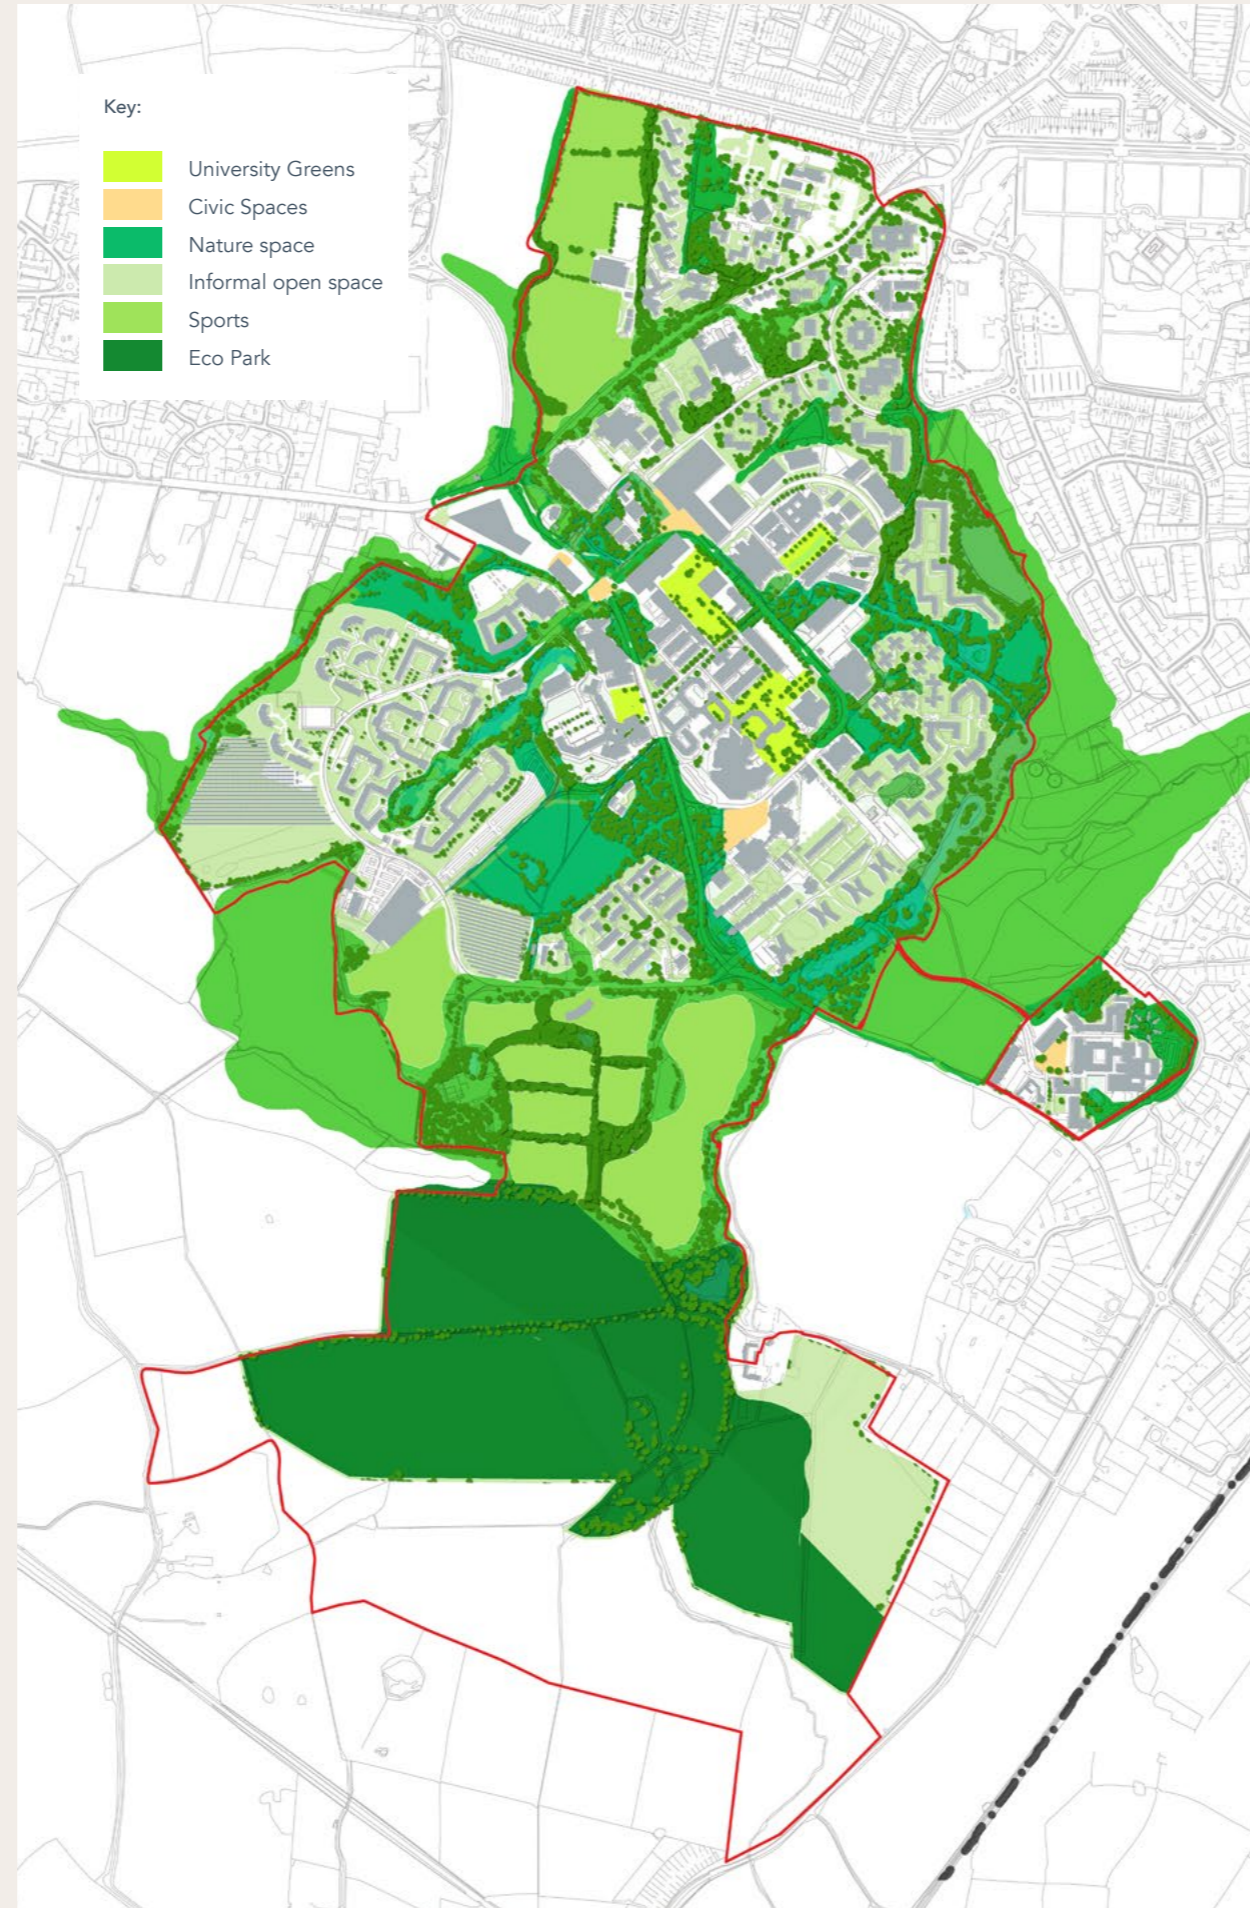 Key:
University Greens
Civic Spaces
Nature space
Informal open space
Sports
Eco Park